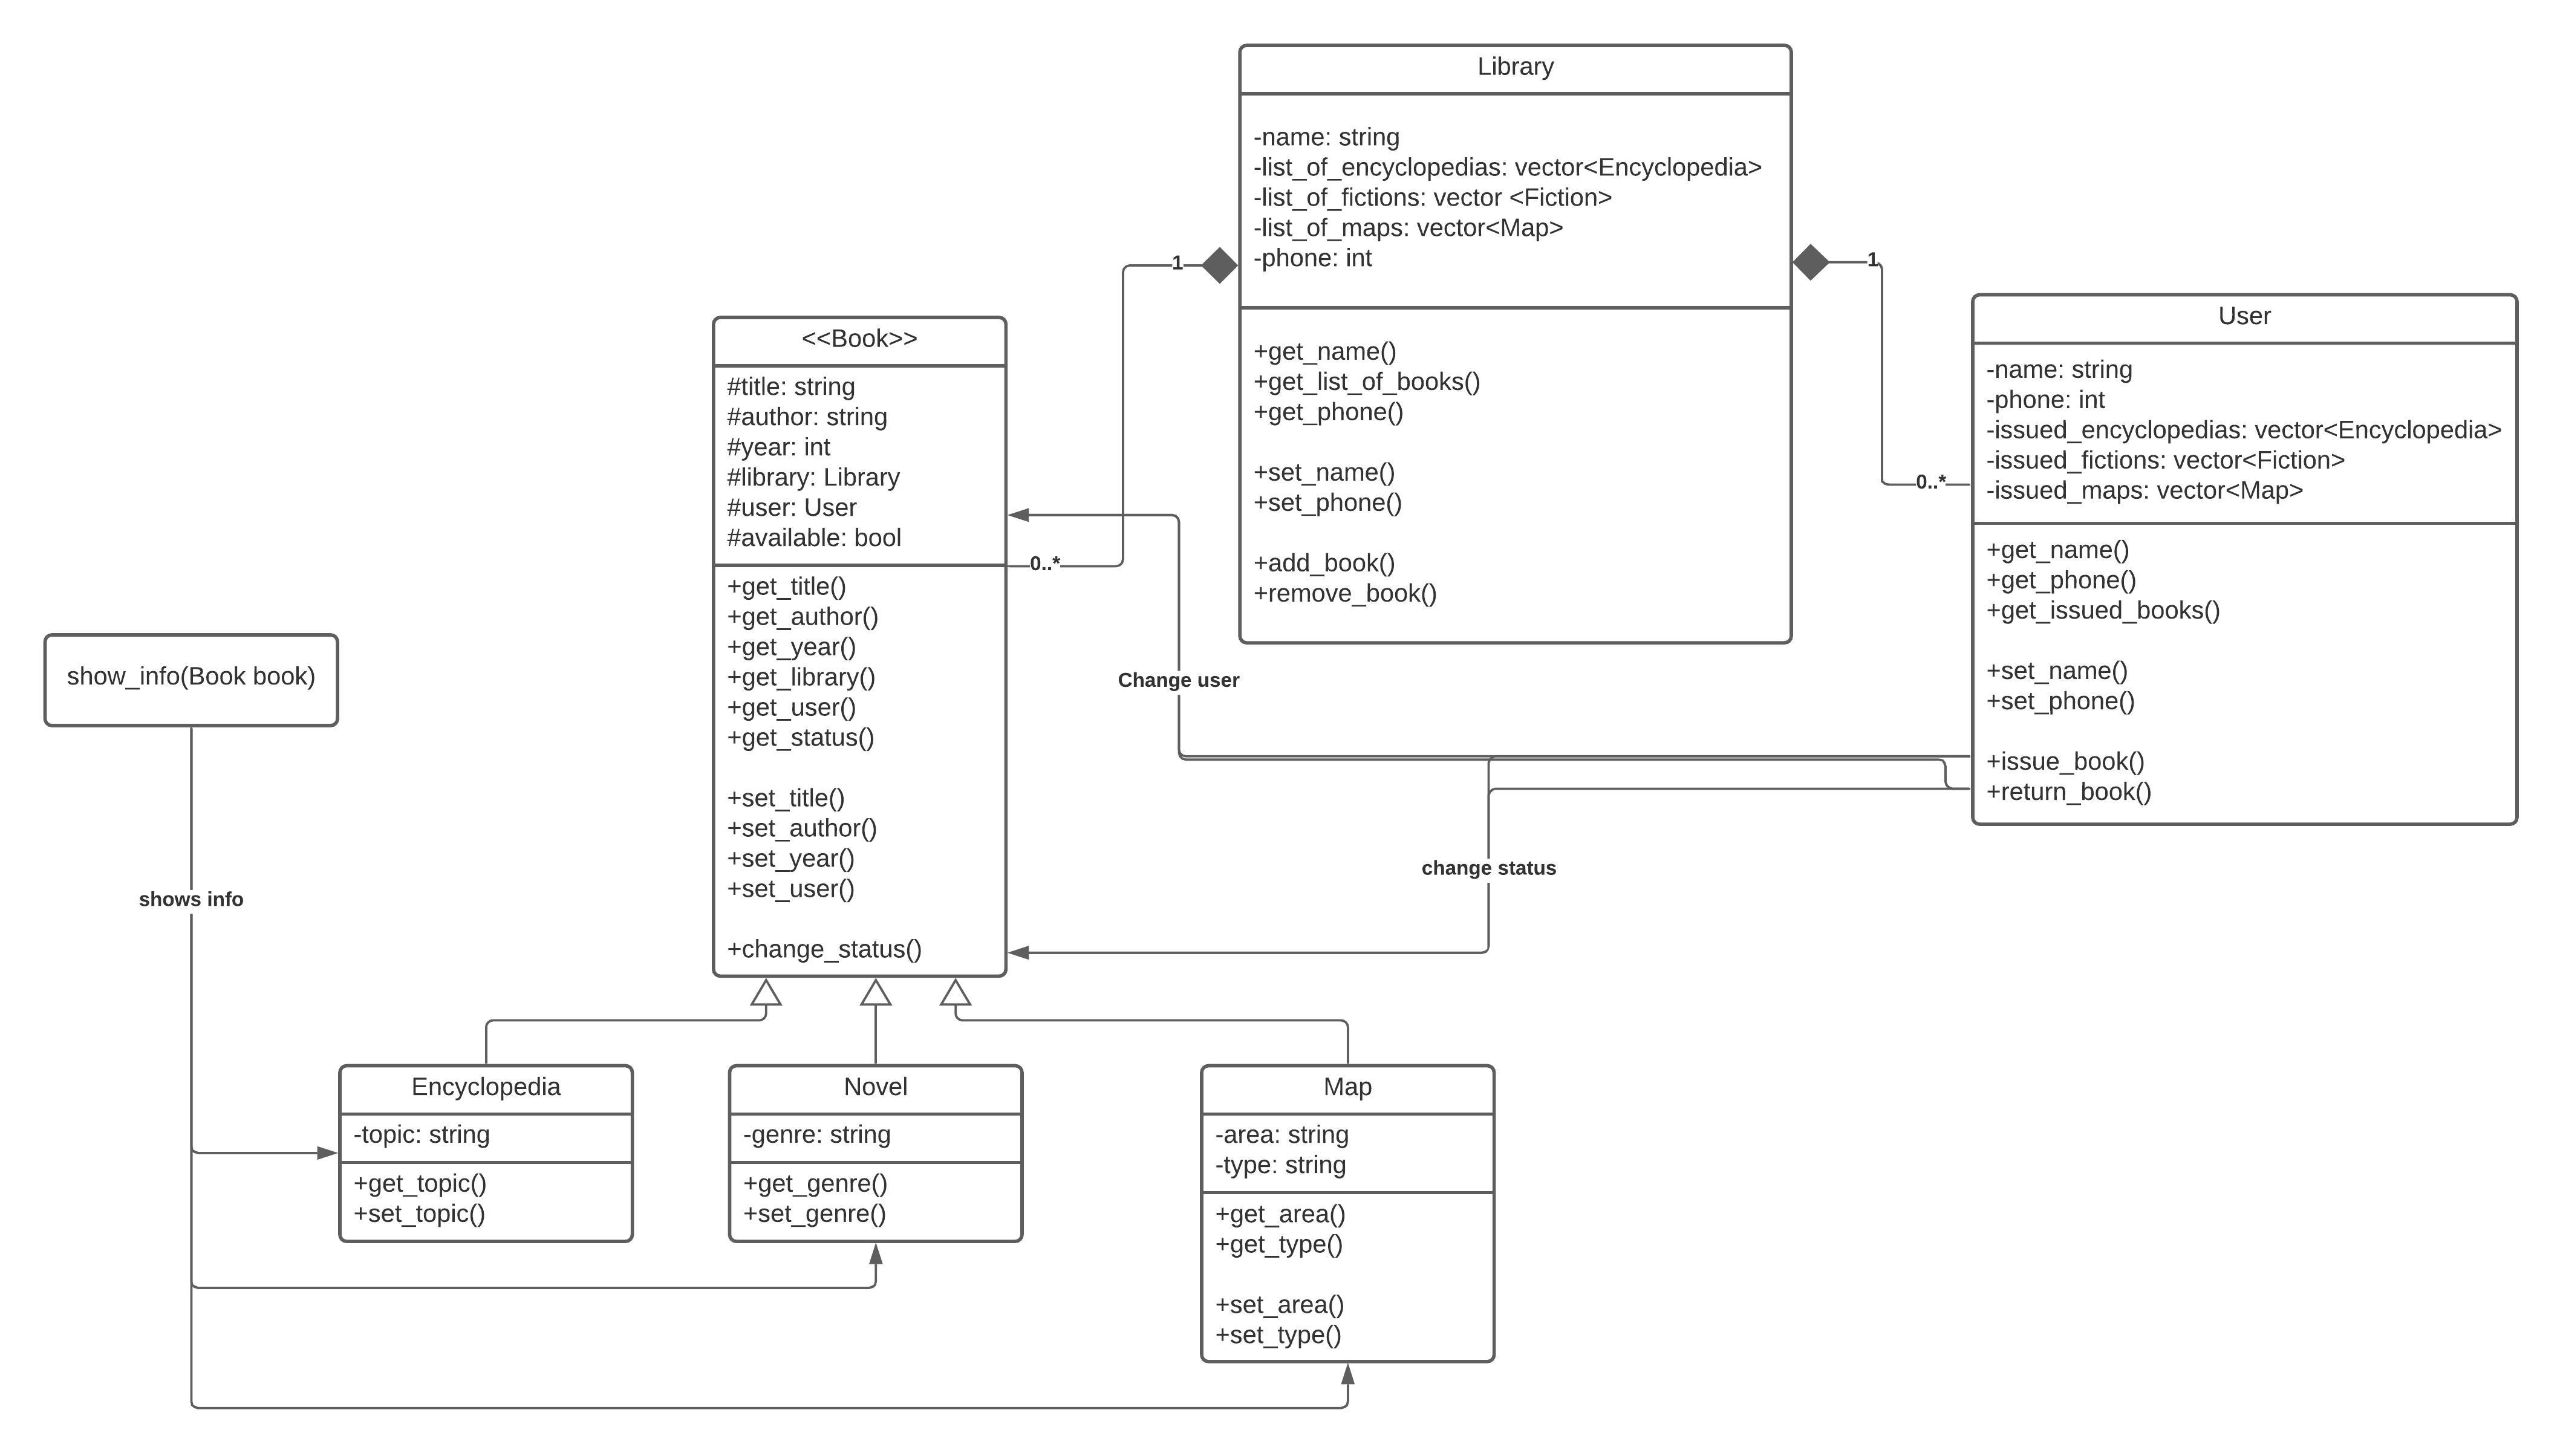 Library
-name: string
-list_of_encyclopedias: vector<Encyclopedia>
-list_of_fictions: vector <Fiction>
-list_of_maps: vector<Map>
-phone: int
+get_name()
+get_list_of_books()
+get_phone()
+set_name()
+set_phone()
+add_book()
+remove_book()
1
1
0..*
0..*
User
-name: string
-phone: int
-issued_encyclopedias: vector<Encyclopedia>
-issued_fictions: vector<Fiction>
-issued_maps: vector<Map>
+get_name()
+get_phone()
+get_issued_books()
+set_name()
+set_phone()
+issue_book()
+return_book()
<<Book>>
#title: string
#author: string
#year: int
#library: Library
#user: User
#available: bool
+get_title()
+get_author()
+get_year()
+get_library()
+get_user()
+get_status()
+set_title()
+set_author()
+set_year()
+set_user()
+change_status()
Change user
change status
show_info(Book book)
shows info
Encyclopedia
-topic: string
+get_topic()
+set_topic()
Novel
-genre: string
+get_genre()
+set_genre()
Map
-area: string
-type: string
+get_area()
+get_type()
+set_area()
+set_type()